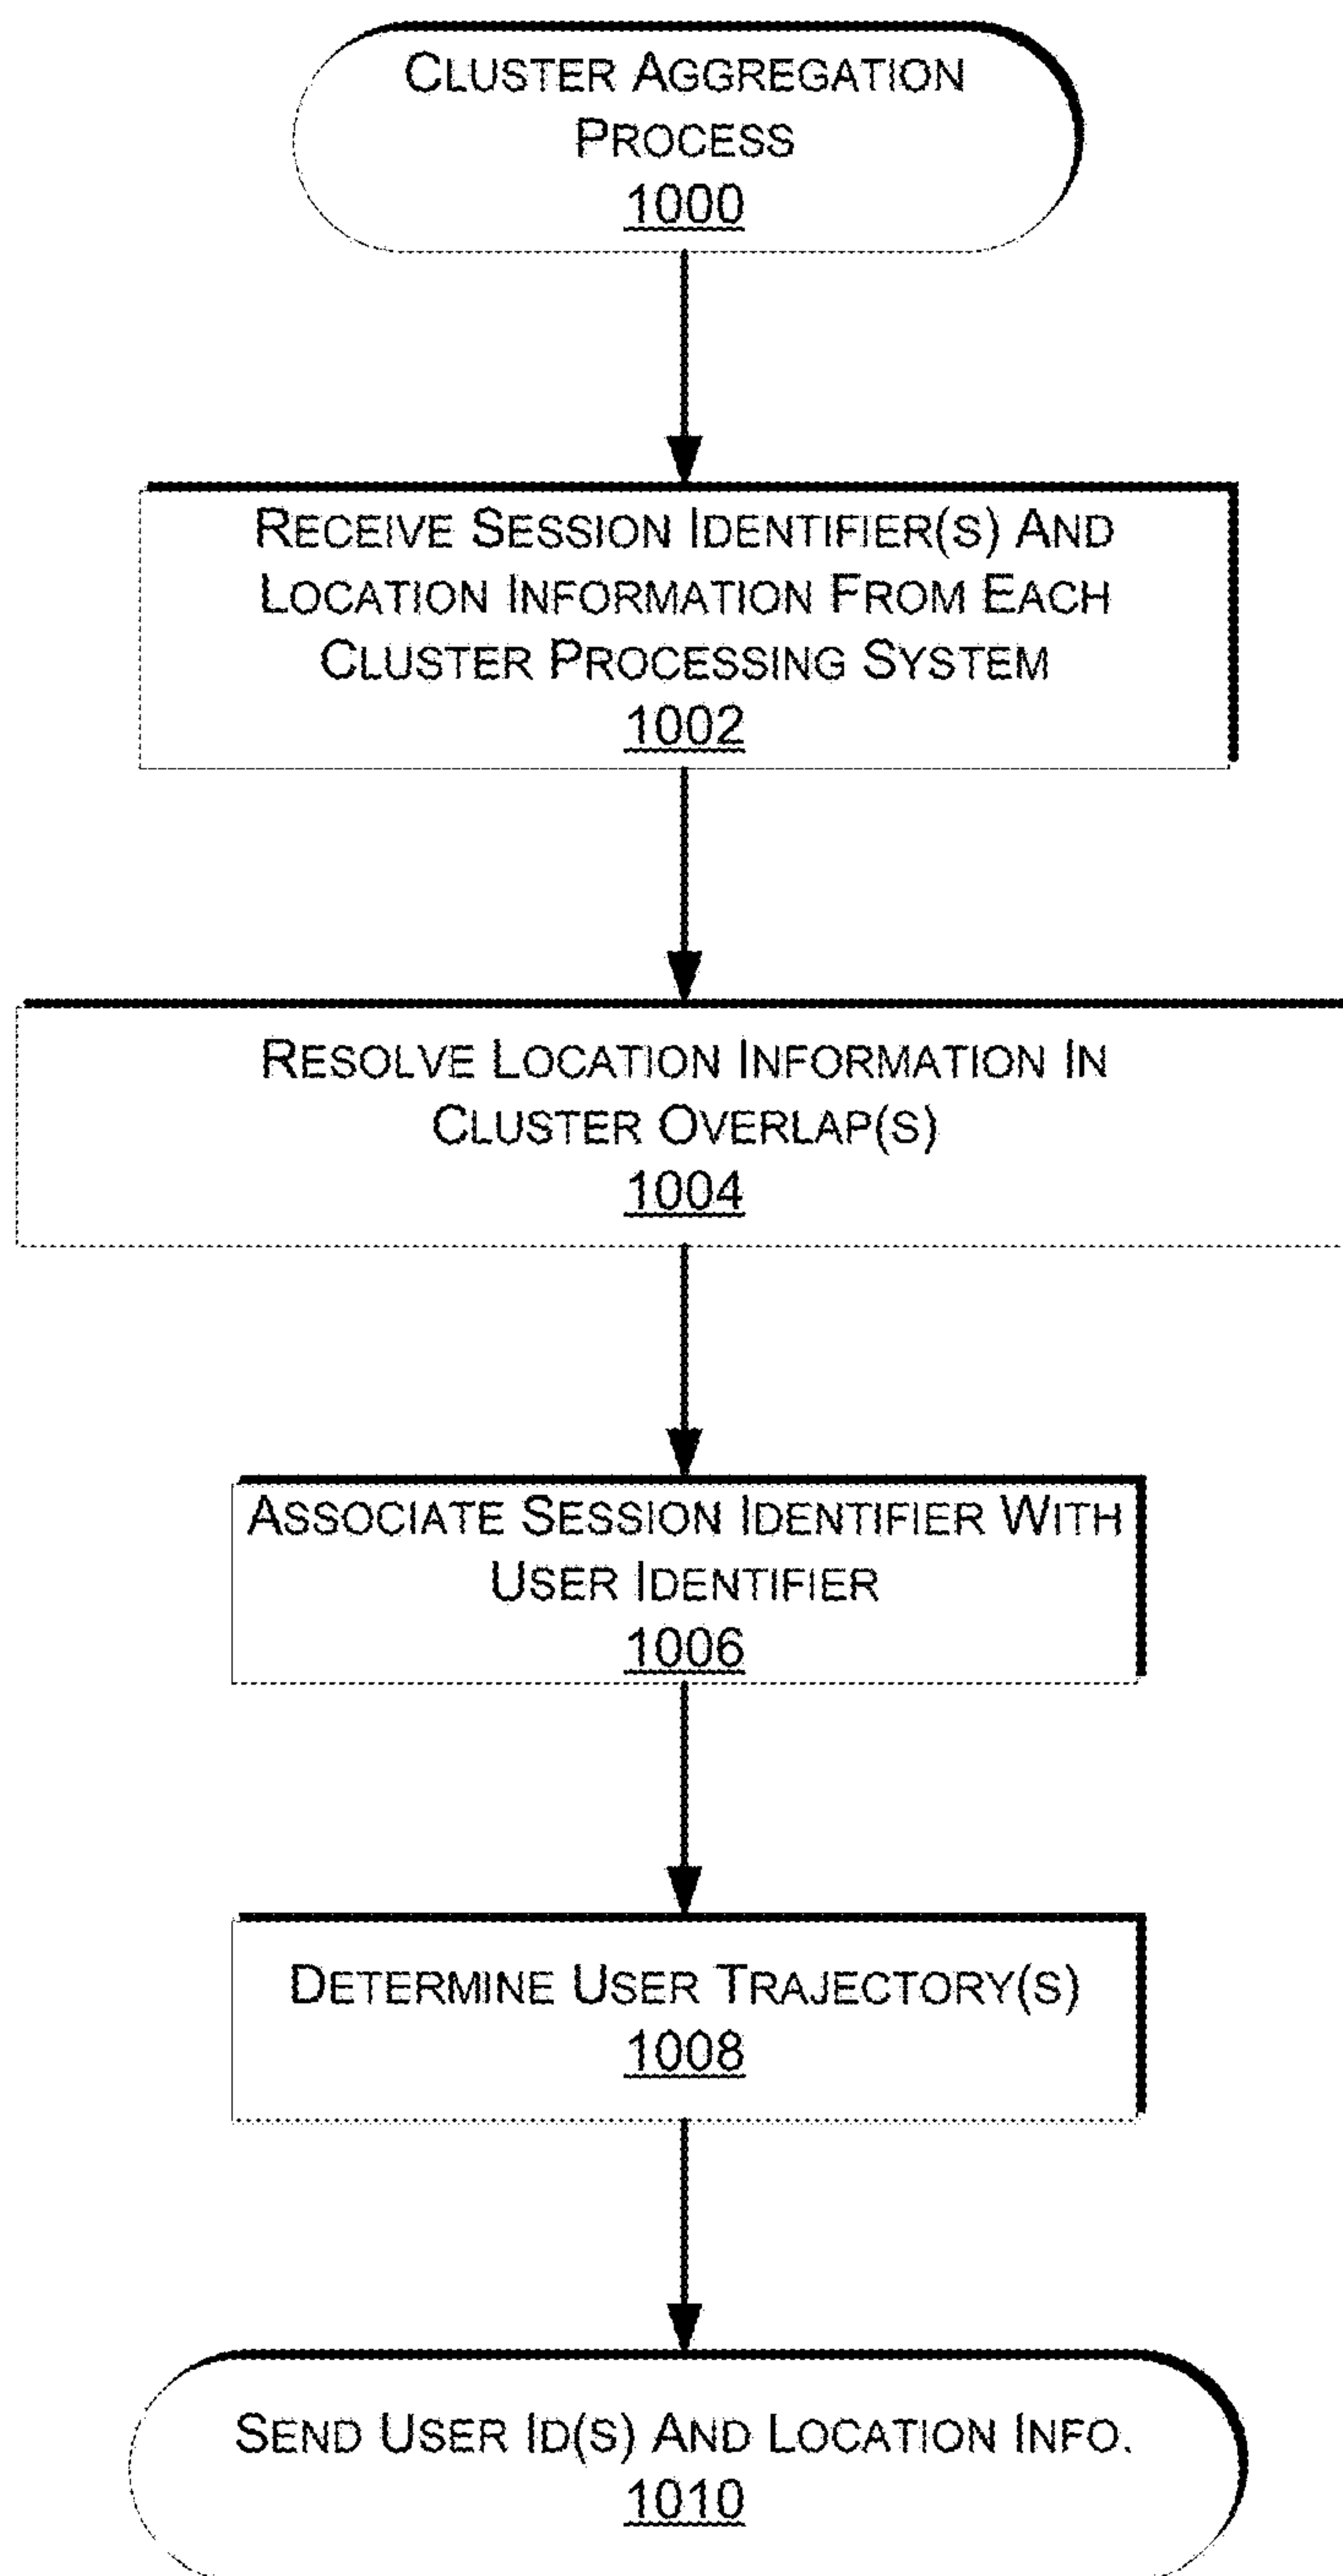 CLUSTER AGGREGATION
PROCESS
1000
RECEIVE SESSION IDENTIFIER(S) AND
LOCATION INFORMATION FROM EACH
CLUSTER PROCESSING SYSTEM
1002
RESOLVE LOCATION INFORMATION IN
CLUSTER OVERLAP(S)
1004
ASSOCIATE SESSION IDENTIFIER WITH
USER IDENTIFIER
1006
DETERMINE USER TRAJECTORY(S)
1008
SEND USER ID(S) AND LOCATION INFO.
1010